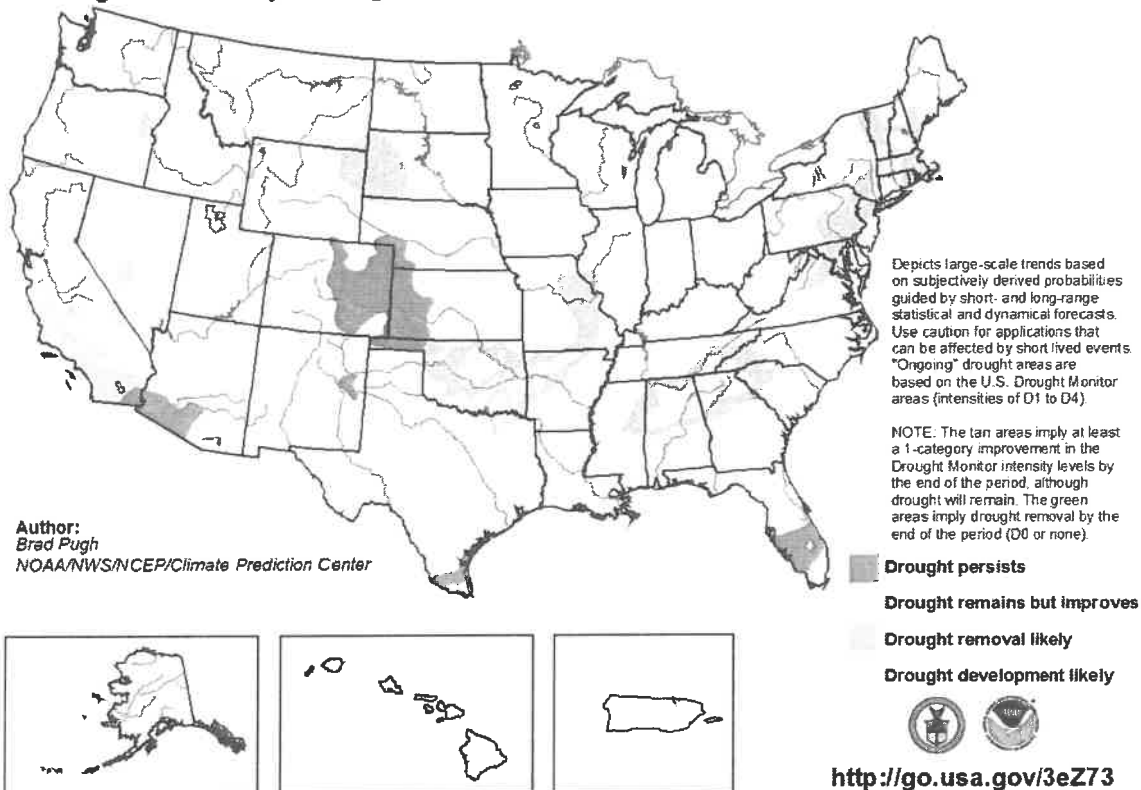 Depicts large-scale trends based
on subjectively derived probabilities
guided by short- and long-range
statistical and dynamical forecasts.
Use caution for applications that
can be affected by short lived events.
"Ongoing" drought areas are
based on the U.S. Drought Monitor
areas (intensities of D1 to D4).
NOTE: The tan areas imply at least
a 1-category improvement in the
Drought Monitor intensity levels by
the end of the period, although
drought will remain. The green
areas imply drought removal by the
end of the period (D0 or none).
Author:
Brad Pugh
NOAA/NWS/NCEP/Climate Prediction Center
Drought persists
Drought remains but improves
Drought removal likely
Drought development likely
http://go.usa.gov/3eZ73